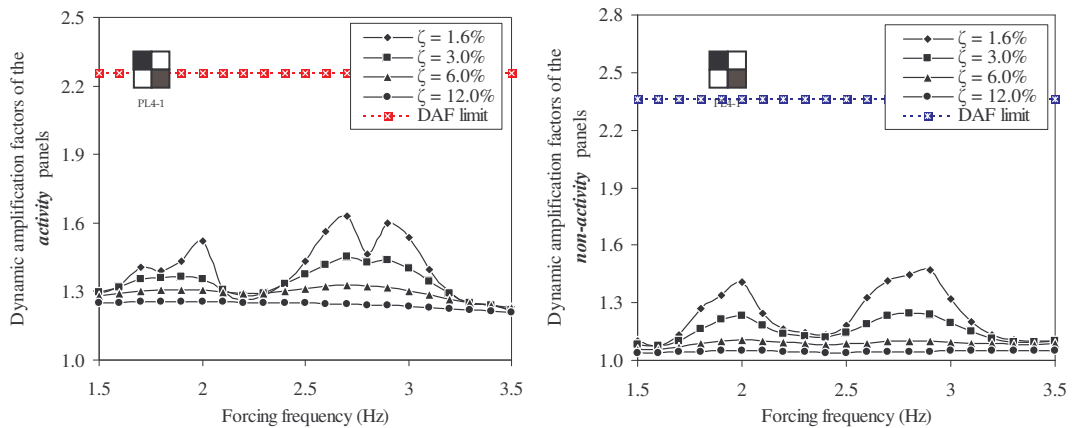 Dynamic amplification factors of the
activity panels
2.5
2.2
1.9
1.6
1.3
1.0
1.5
2
2.5
3
3.5
Forcing frequency (Hz)
PL4-1
ζ = 1.6%
ζ = 3.0%
ζ = 6.0%
ζ = 12.0%
DAF limit
Dynamic amplification factors of the
non-activity panels
2.8
2.5
2.2
1.9
1.6
1.3
1.0
1.5
2
2.5
3
3.5
Forcing frequency (Hz)
PL4-1
ζ = 1.6%
ζ = 3.0%
ζ = 6.0%
ζ = 12.0%
DAF limit